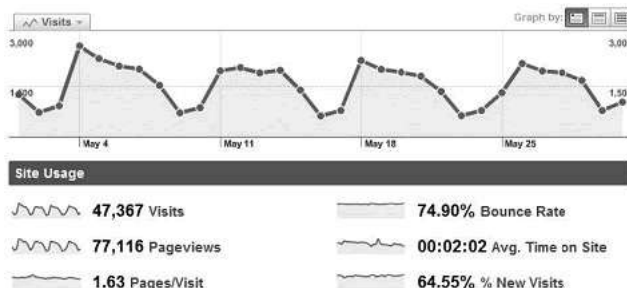 Visits
Graph by:
3,000
3,00
1,500
1,50
May 4
May 11
May 18
May 25
Site Usage
47,367 Visits
74.90% Bounce Rate
77,116 Pageviews
00:02:02 Avg. Time on Site
1.63 Pages/Visit
64.55% % New Visits